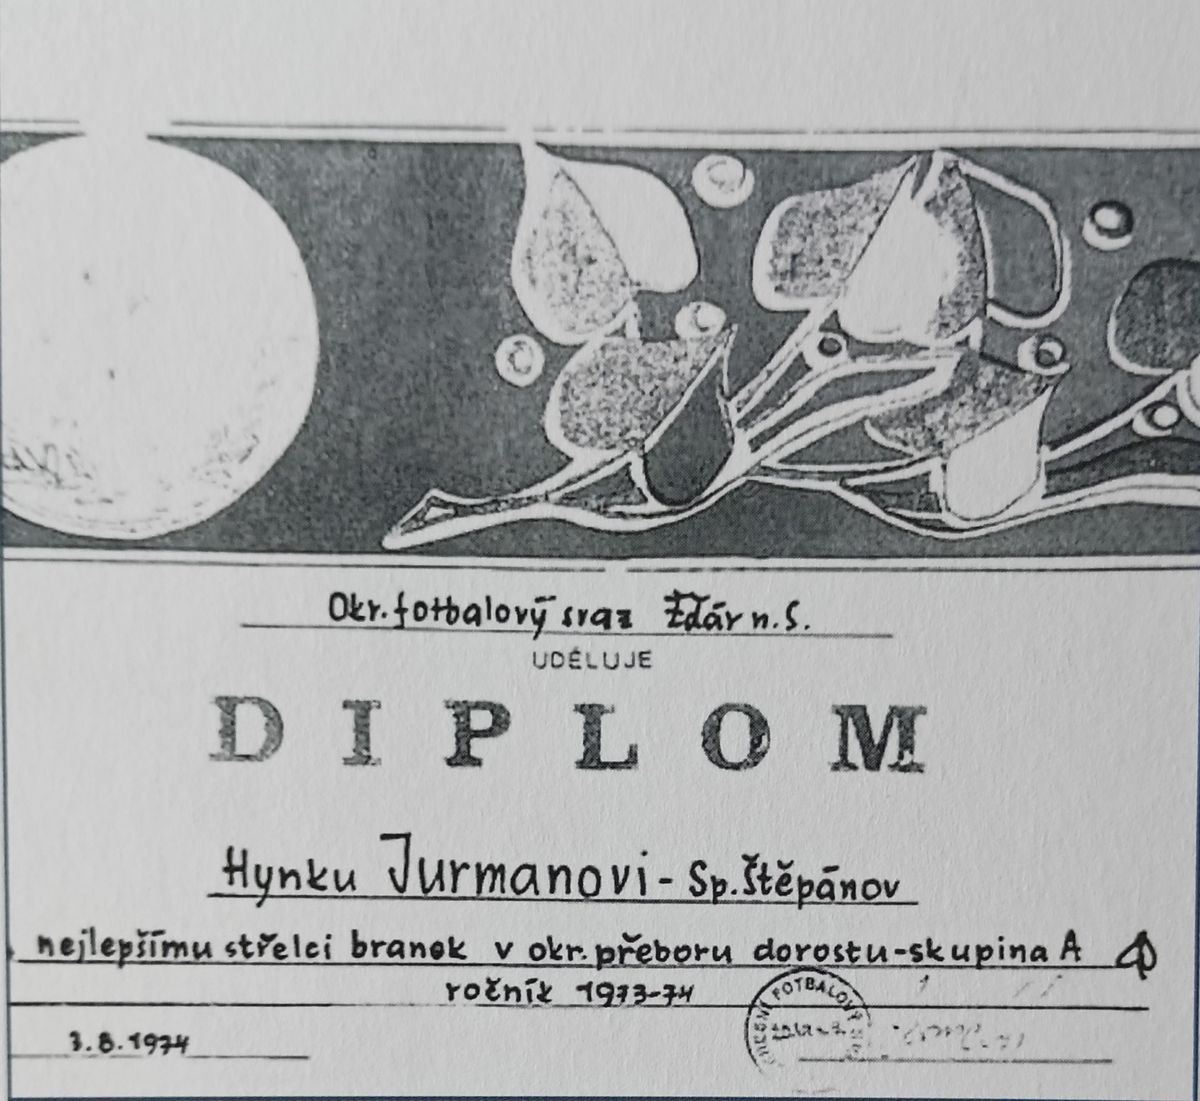 Okr. fotbalový svaz Žďár n. S.
UDĚLUJE
DIPLOM
Hynku Jurmanovi - Sp. Štěpánov
nejlepšímu střelci branek v okr. přeboru dorostu - skupina A
ročník 1973-74
FOTBALOVÝ
3.8.1974